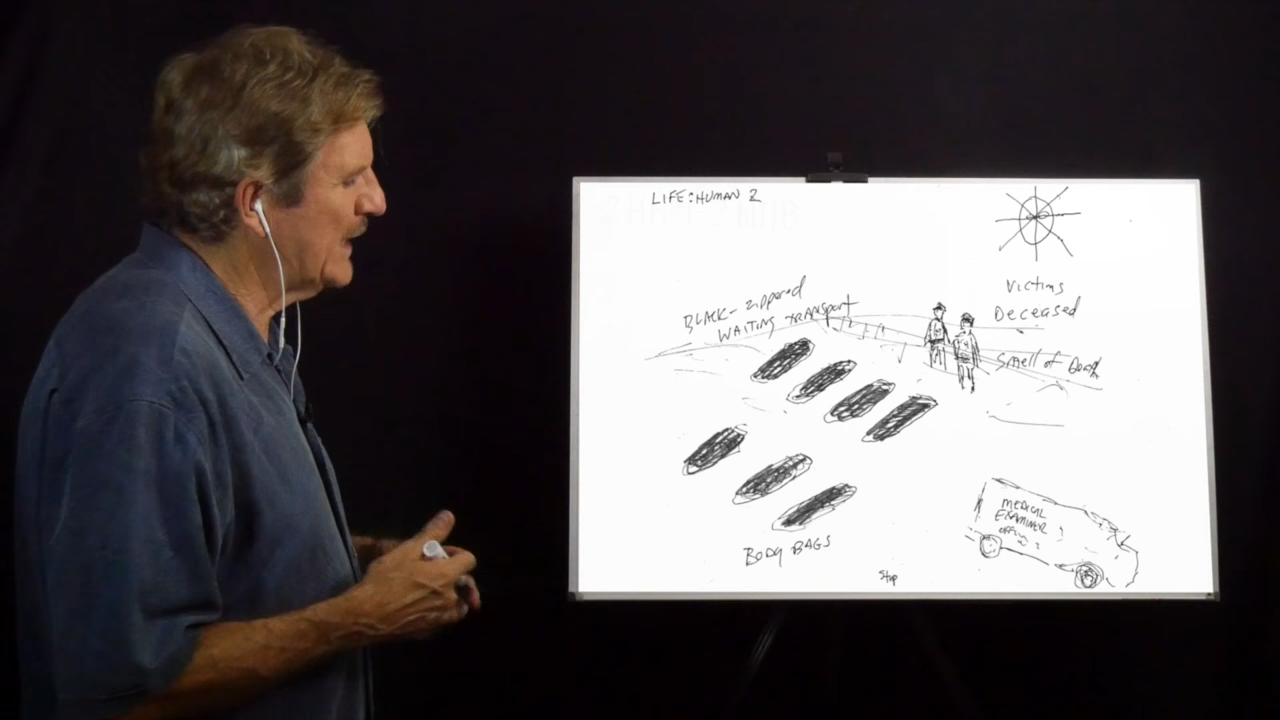 LIFE: HUMAN 2
BLACK-zippered
WAITING TRANSPORT
Victims
Deceased
Smell of Death
BODY BAGS
MEDICAL
EXAMINER
Stop